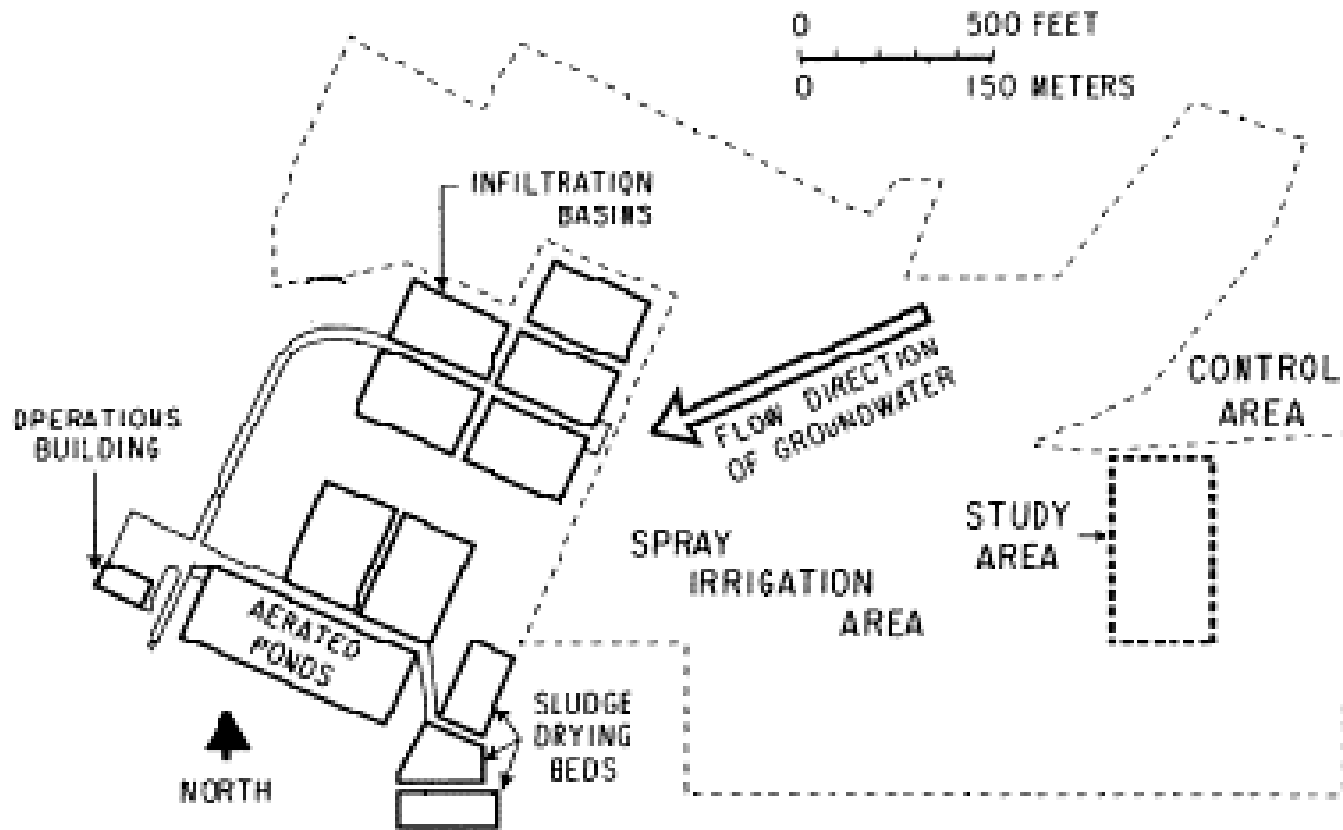 0 500 FEET
0 150 METERS
INFILTRATION
BASINS
FLOW DIRECTION
OF GROUNDWATER
CONTROL
AREA
OPERATIONS
BUILDING
STUDY
AREA
SPRAY
IRRIGATION
AREA
AERATED
PONDS
SLUDGE
DRYING
BEDS
NORTH